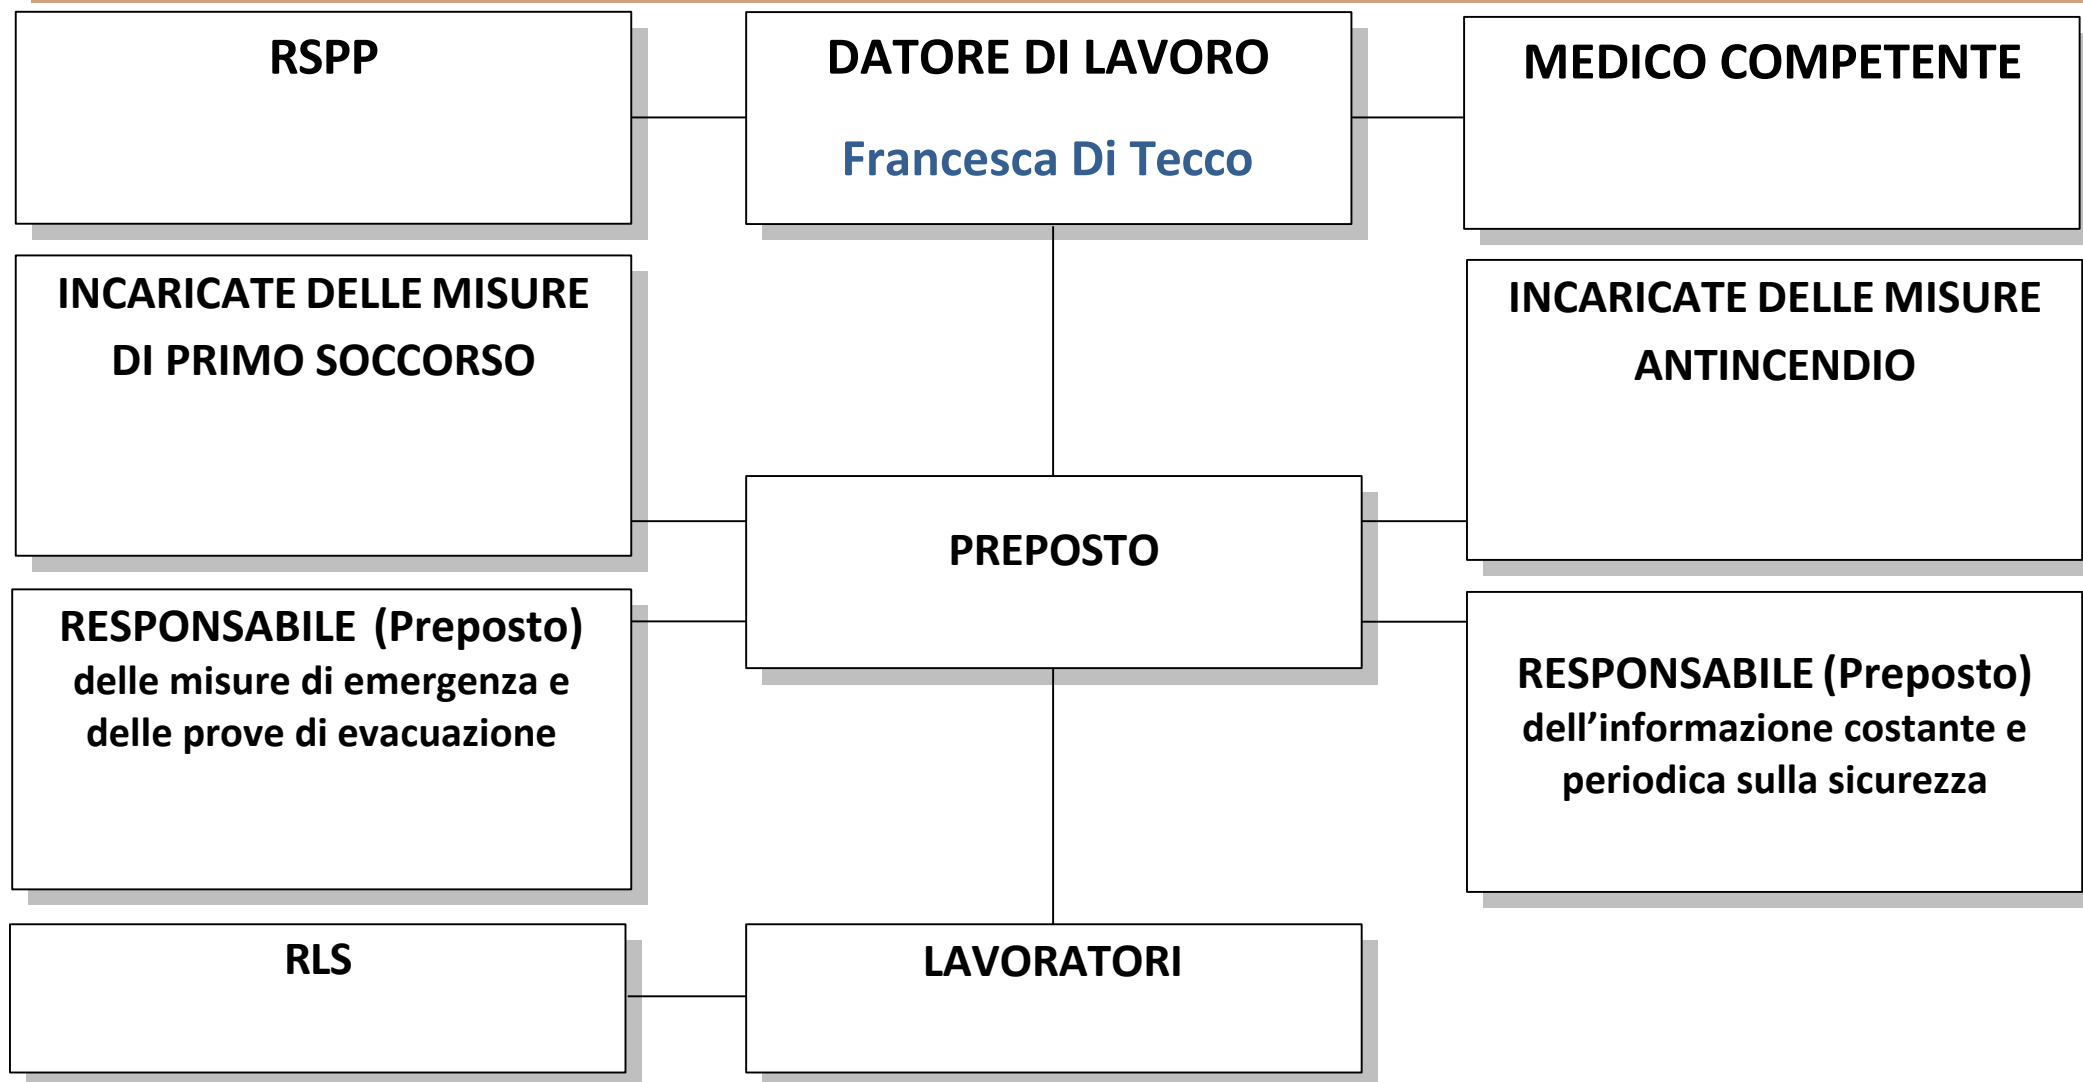 RSPP
DATORE DI LAVORO
Francesca Di Tecco
MEDICO COMPETENTE
INCARICATE DELLE MISURE
DI PRIMO SOCCORSO
INCARICATE DELLE MISURE
ANTINCENDIO
PREPOSTO
RESPONSABILE (Preposto)
delle misure di emergenza e
delle prove di evacuazione
RESPONSABILE (Preposto)
dell’informazione costante e
periodica sulla sicurezza
RLS
LAVORATORI